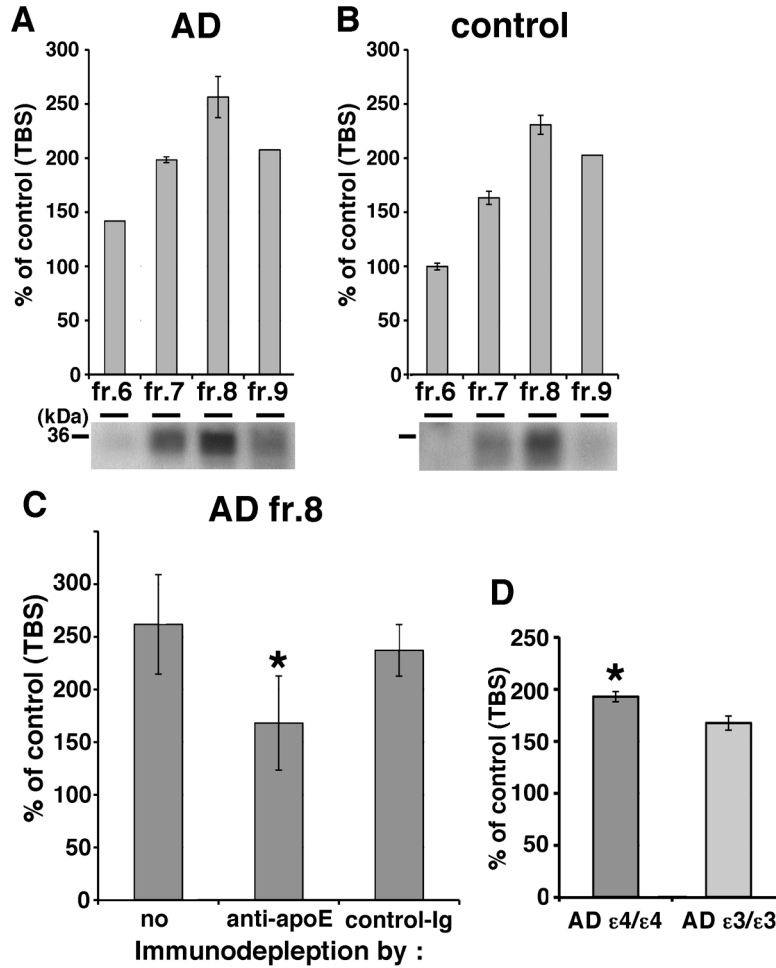 A
AD
% of control (TBS)
300
250
200
150
100
50
0
fr.6 fr.7 fr.8 fr.9
(kDa)
36
B
control
% of control (TBS)
300
250
200
150
100
50
0
fr.6 fr.7 fr.8 fr.9
C
AD fr.8
% of control (TBS)
300
250
200
150
100
50
0
*
no anti-apoE control-Ig
Immunodepleption by :
D
% of control (TBS)
250
200
150
100
50
0
*
AD ε4/ε4 AD ε3/ε3